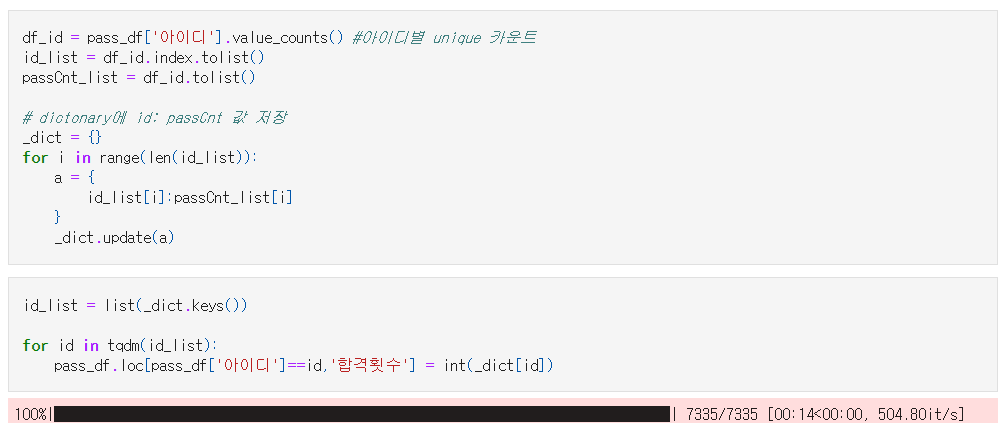 df_id = pass_df['아이디'].value_counts() #아이디별 unique 카운트
id_list = df_id.index.tolist()
passCnt_list = df_id.tolist()
# dictonary에 id: passCnt 값 저장
_dict = {}
for i in range(len(id_list)):
    a = {
        id_list[i]:passCnt_list[i]
    }
    _dict.update(a)
id_list = list(_dict.keys())
for id in tqdm(id_list):
    pass_df.loc[pass_df['아이디']==id,'합격횟수'] = int(_dict[id])
100%|██████████| 7335/7335 [00:14<00:00, 504.80it/s]